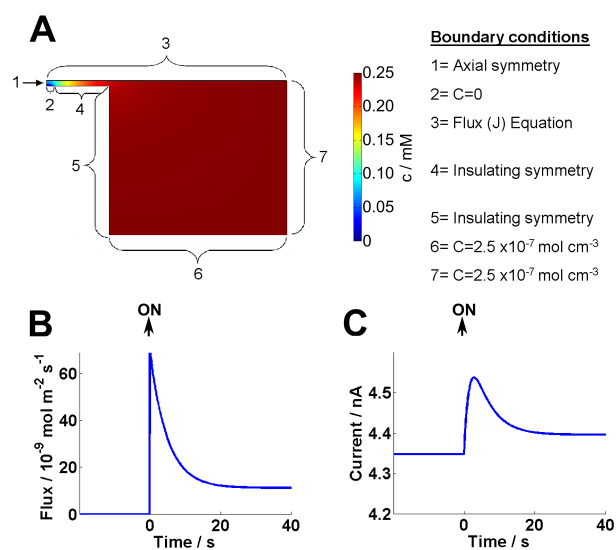 A
3
1
2
4
5
6
7
0.25
0.20
0.15
0.10
0.05
0
c / mM
Boundary conditions
1= Axial symmetry
2= C=0
3= Flux (J) Equation
4= Insulating symmetry
5= Insulating symmetry
6= C=2.5 x10-7 mol cm-3
7= C=2.5 x10-7 mol cm-3
B
ON
60
40
20
0
Flux / 10-9 mol m-2 s-1
0 20 40
Time / s
C
ON
4.5
4.4
4.3
4.2
Current / nA
0 20 40
Time / s